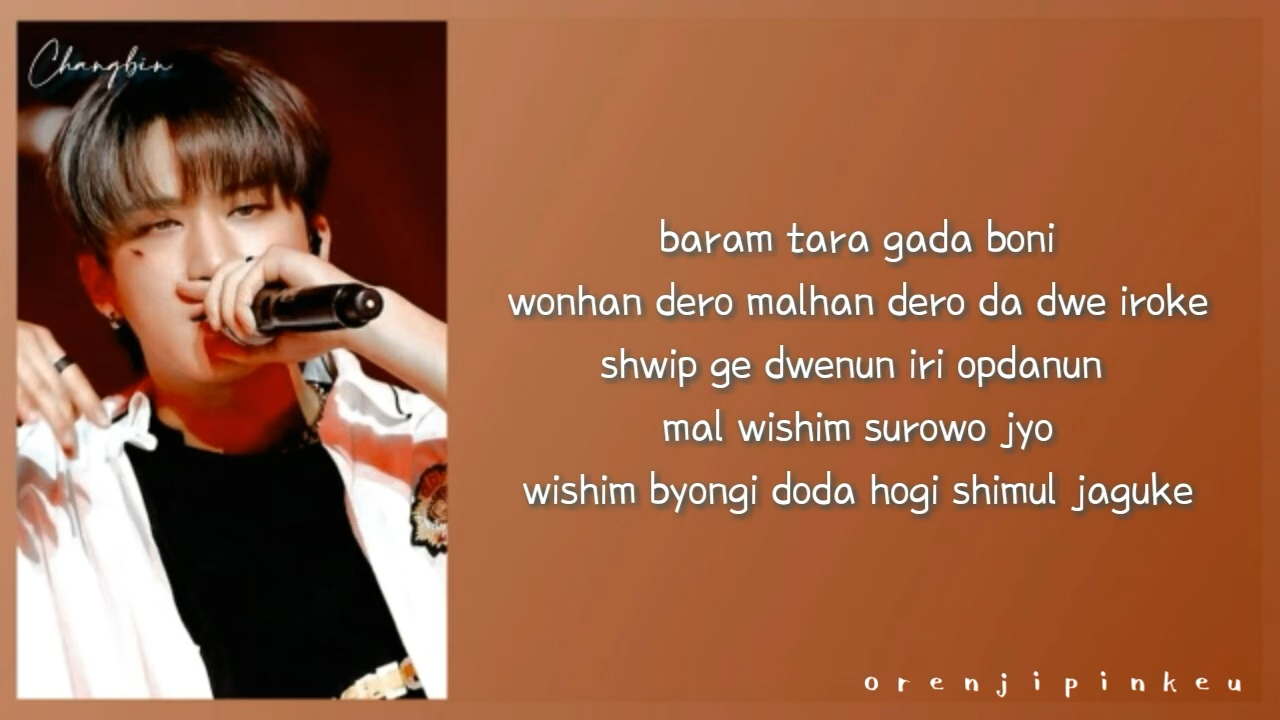 Changbin
baram tara gada boni
wonhan dero malhan dero da dwe iroke
shwip ge dwenun iri opdanun
mal wishim surowo jyo
wishim byongi doda hogi shimul jaguke
orenjipinkeu